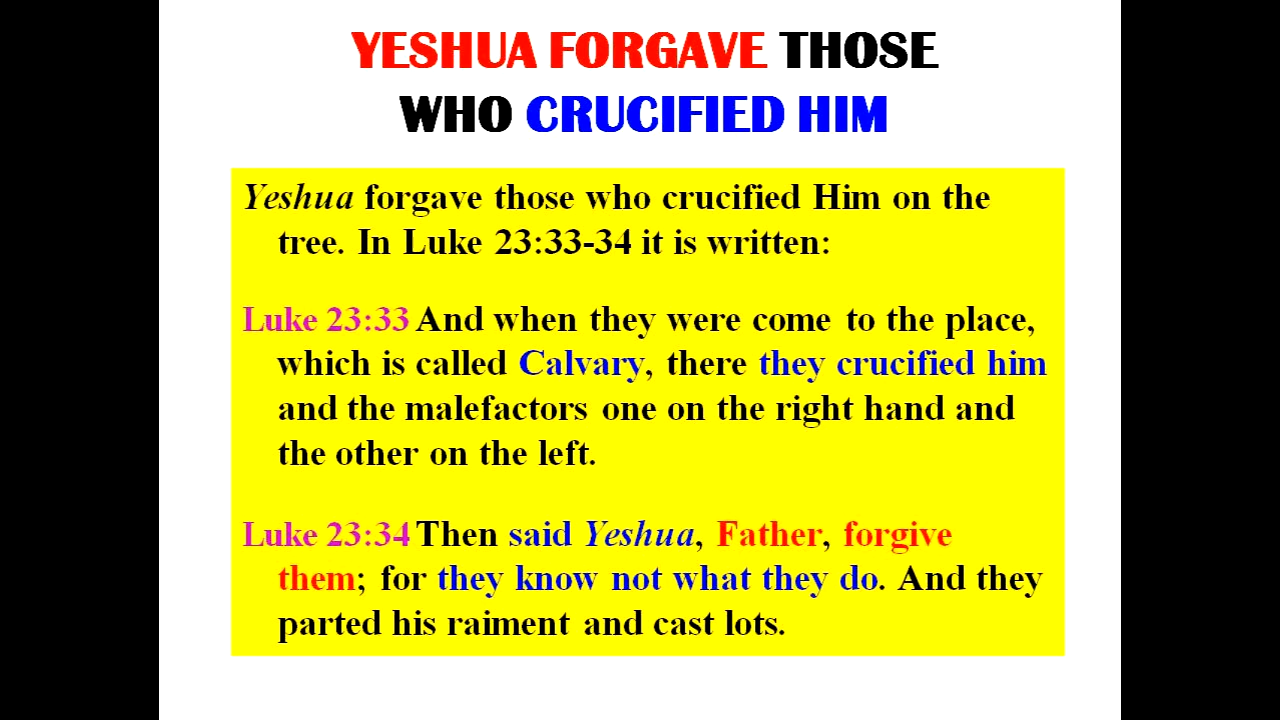 YESHUA FORGAVE THOSE
WHO CRUCIFIED HIM
Yeshua forgave those who crucified Him on the
tree. In Luke 23:33-34 it is written:
Luke 23:33 And when they were come to the place,
which is called Calvary, there they crucified him
and the malefactors one on the right hand and
the other on the left.
Luke 23:34 Then said Yeshua, Father, forgive
them; for they know not what they do. And they
parted his raiment and cast lots.